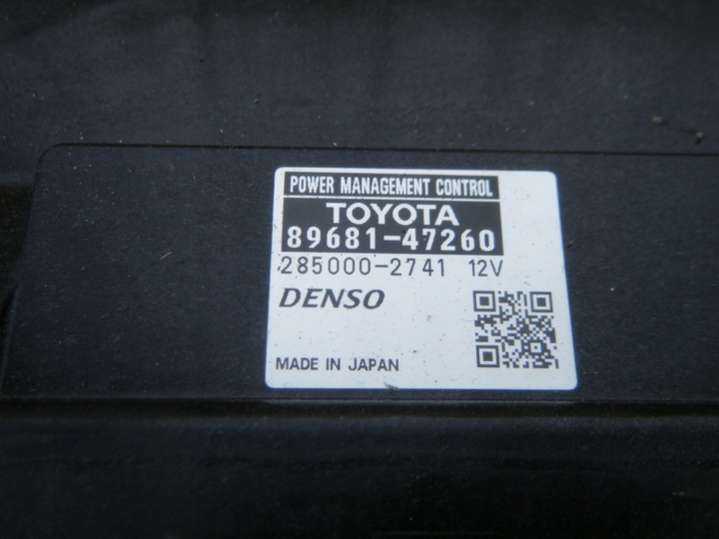 POWER MANAGEMENT CONTROL
TOYOTA
89681-47260
285000-2741 12V
DENSO
MADE IN JAPAN